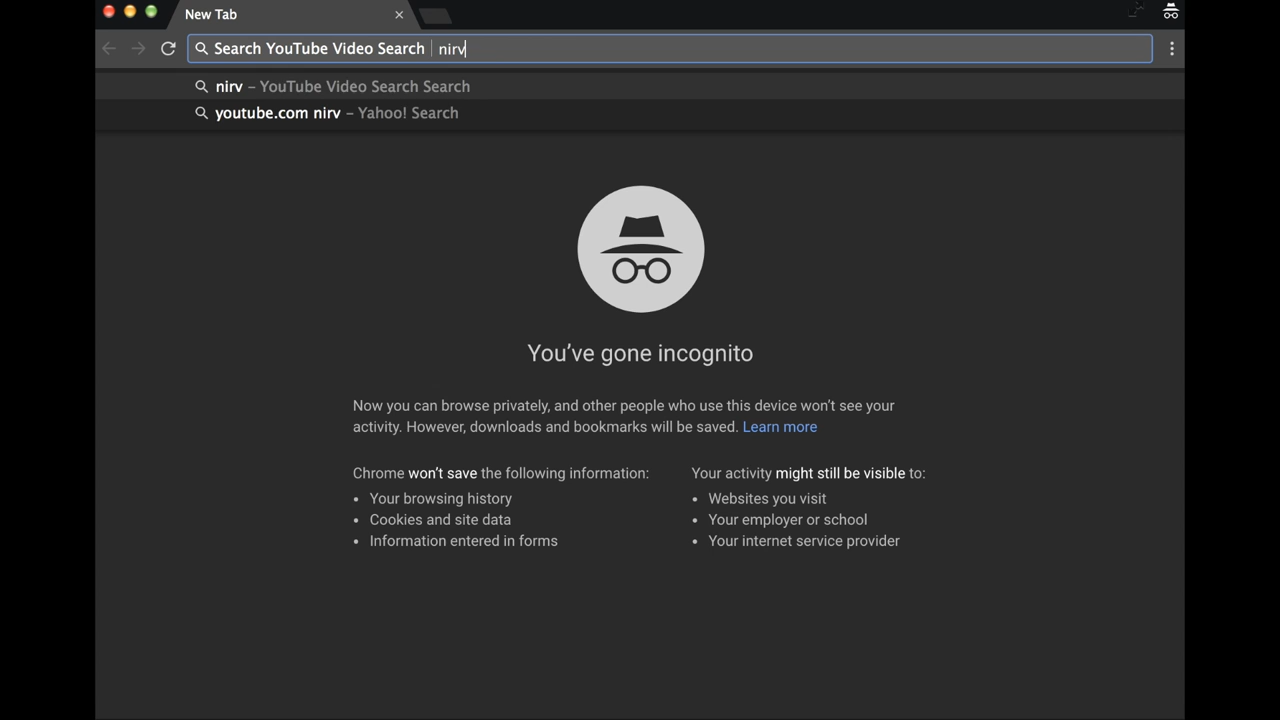 New Tab
Search YouTube Video Search | nirv
nirv – YouTube Video Search Search
youtube.com nirv – Yahoo! Search
You’ve gone incognito
Now you can browse privately, and other people who use this device won’t see your
activity. However, downloads and bookmarks will be saved. Learn more
Chrome won’t save the following information:
• Your browsing history
• Cookies and site data
• Information entered in forms
Your activity might still be visible to:
• Websites you visit
• Your employer or school
• Your internet service provider